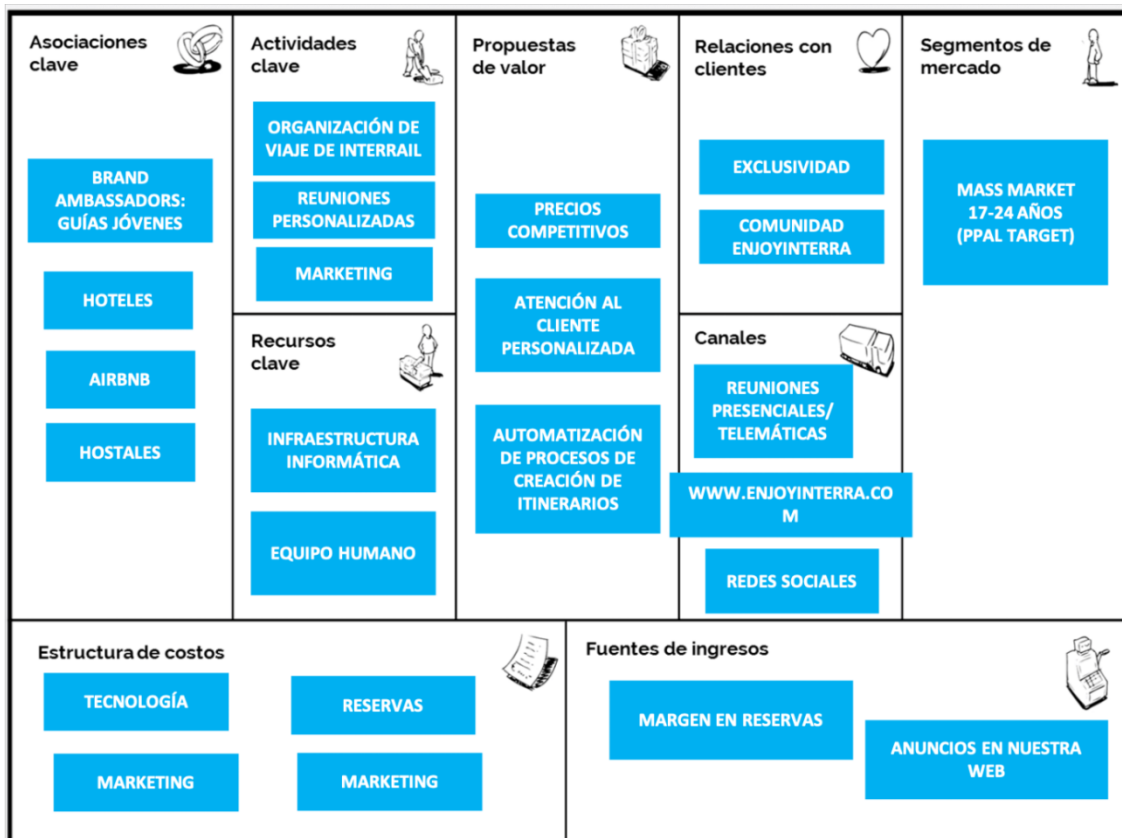 Asociaciones
clave
BRAND
AMBASSADORS:
GUÍAS JÓVENES
HOTELES
AIRBNB
HOSTALES
Actividades
clave
ORGANIZACIÓN DE
VIAJE DE INTERRAIL
REUNIONES
PERSONALIZADAS
MARKETING
Recursos
clave
INFRAESTRUCTURA
INFORMÁTICA
EQUIPO HUMANO
Propuestas
de valor
PRECIOS
COMPETITIVOS
ATENCIÓN AL
CLIENTE
PERSONALIZADA
AUTOMATIZACIÓN
DE PROCESOS DE
CREACIÓN DE
ITINERARIOS
Relaciones con
clientes
EXCLUSIVIDAD
COMUNIDAD
ENJOYINTERRA
Canales
REUNIONES
PRESENCIALES/
TELEMÁTICAS
WWW.ENJOYINTERRA.CO
M
REDES SOCIALES
Segmentos de
mercado
MASS MARKET
17-24 AÑOS
(PPAL TARGET)
Estructura de costos
TECNOLOGÍA
RESERVAS
MARKETING
MARKETING
Fuentes de ingresos
MARGEN EN RESERVAS
ANUNCIOS EN NUESTRA
WEB